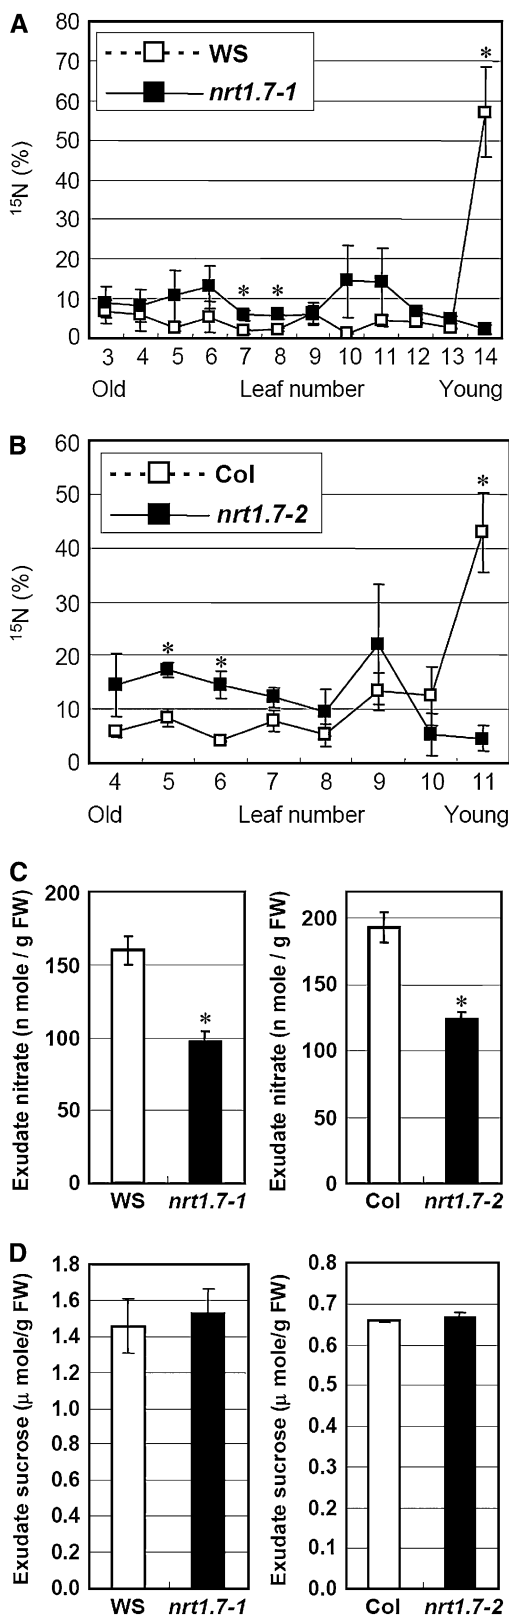 A
80
70
60
50
40
30
20
10
0
15N (%)
WS
nrt1.7-1
*
* *
3 4 5 6 7 8 9 10 11 12 13 14
Old Leaf number Young
B
60
50
40
30
20
10
0
15N (%)
Col
nrt1.7-2
*
* *
4 5 6 7 8 9 10 11
Old Leaf number Young
C
Exudate nitrate (n mole / g FW)
200
150
100
50
0
*
WS nrt1.7-1
Exudate nitrate (n mole / g FW)
200
150
100
50
0
*
Col nrt1.7-2
D
Exudate sucrose (µ mole/g FW)
1.8
1.6
1.4
1.2
1.0
0.8
0.6
0.4
0.2
0.0
WS nrt1.7-1
Exudate sucrose (µ mole/g FW)
0.8
0.7
0.6
0.5
0.4
0.3
0.2
0.1
0.0
Col nrt1.7-2